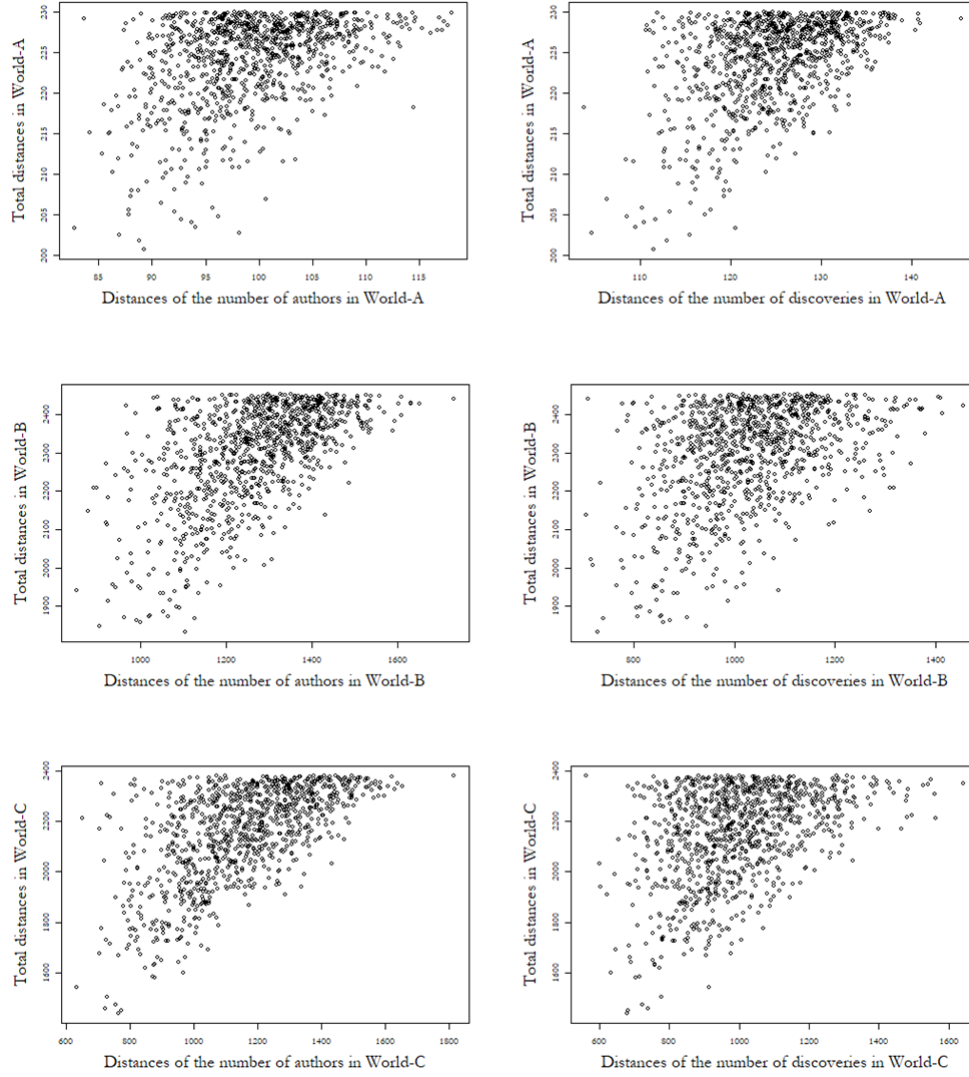 Total distances in World-A
200 205 210 215 220 225 230
85 90 95 100 105 110 115
Distances of the number of authors in World-A
Total distances in World-A
200 205 210 215 220 225 230
110 120 130 140
Distances of the number of discoveries in World-A
Total distances in World-B
1900 2000 2100 2200 2300 2400
1000 1200 1400 1600
Distances of the number of authors in World-B
Total distances in World-B
1900 2000 2100 2200 2300 2400
800 1000 1200 1400
Distances of the number of discoveries in World-B
Total distances in World-C
1600 1800 2000 2200 2400
600 800 1000 1200 1400 1600 1800
Distances of the number of authors in World-C
Total distances in World-C
1600 1800 2000 2200 2400
600 800 1000 1200 1400 1600
Distances of the number of discoveries in World-C